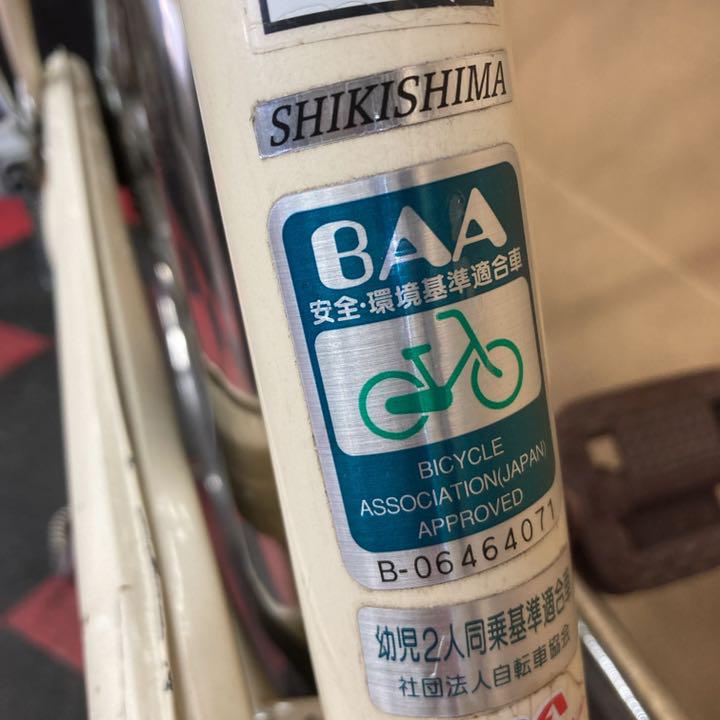 SHIKISHIMA
BAA
安全・環境基準適合車
BICYCLE
ASSOCIATION(JAPAN)
APPROVED
B-06464071
幼児2人同乗基準適合車
社団法人自転車協会